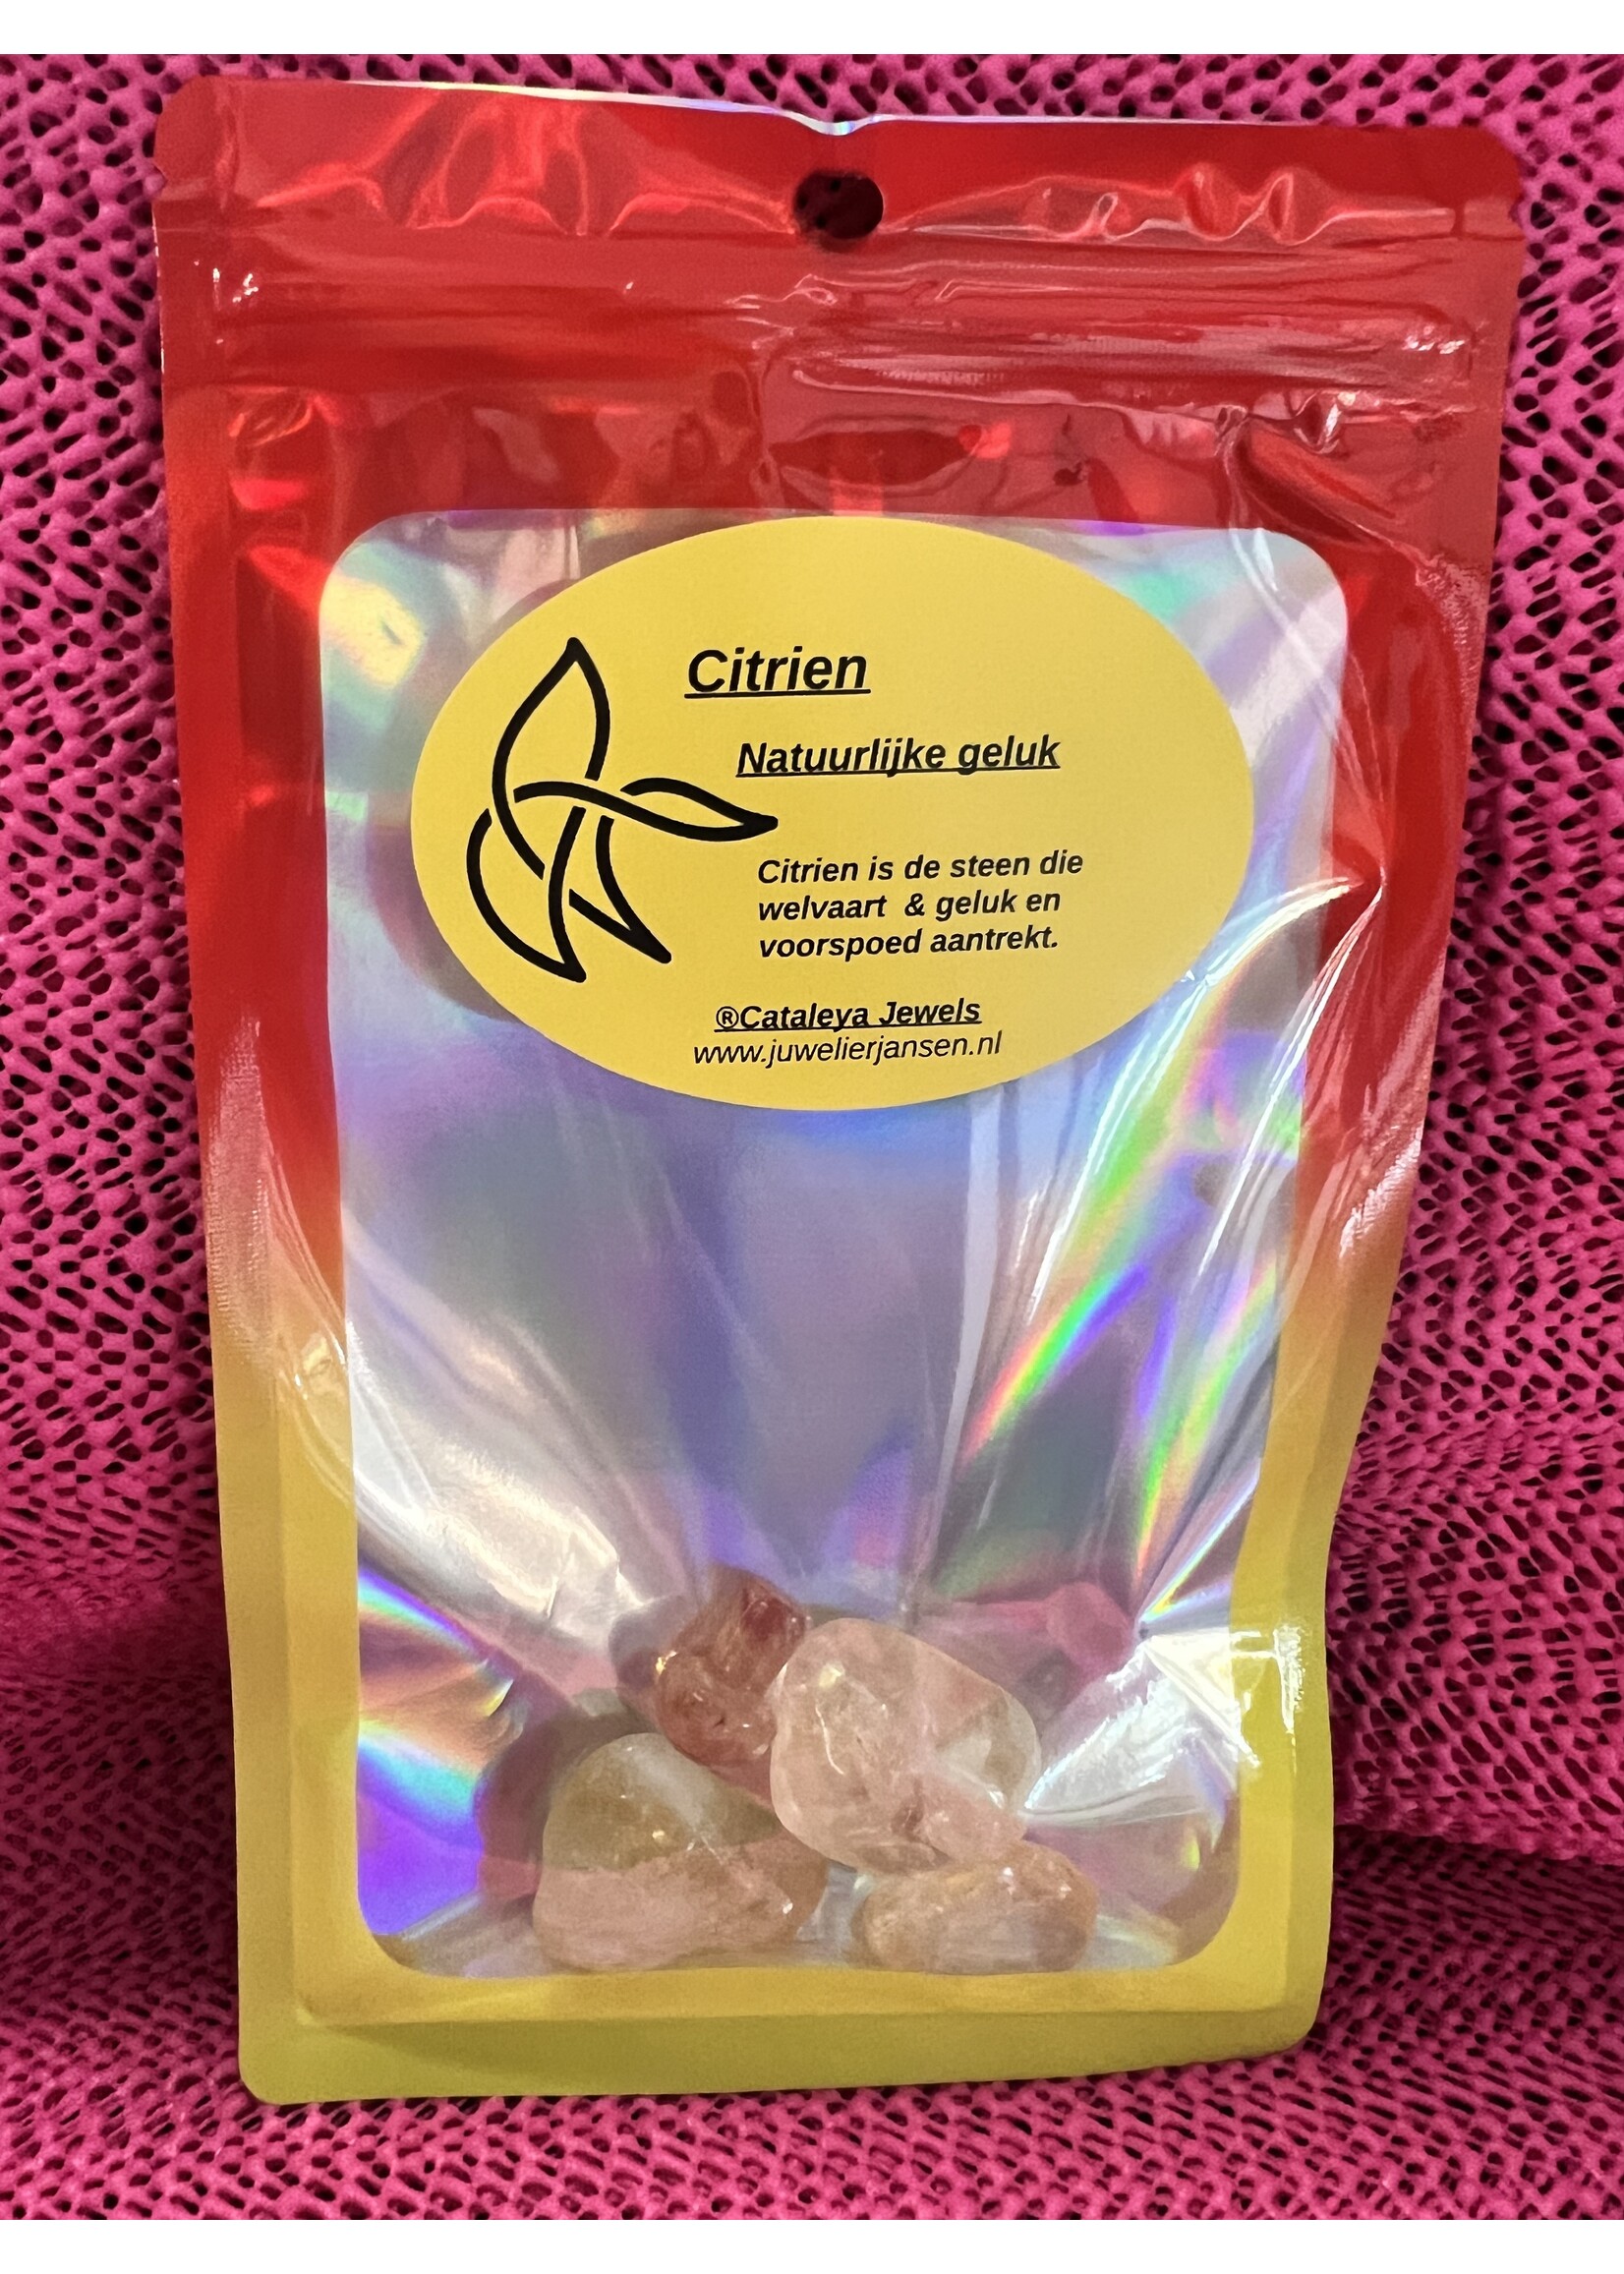 Citrien
Natuurlijke geluk
Citrien is de steen die
welvaart & geluk en
voorspoed aantrekt.
®Cataleya Jewels
www.juwelierjansen.nl